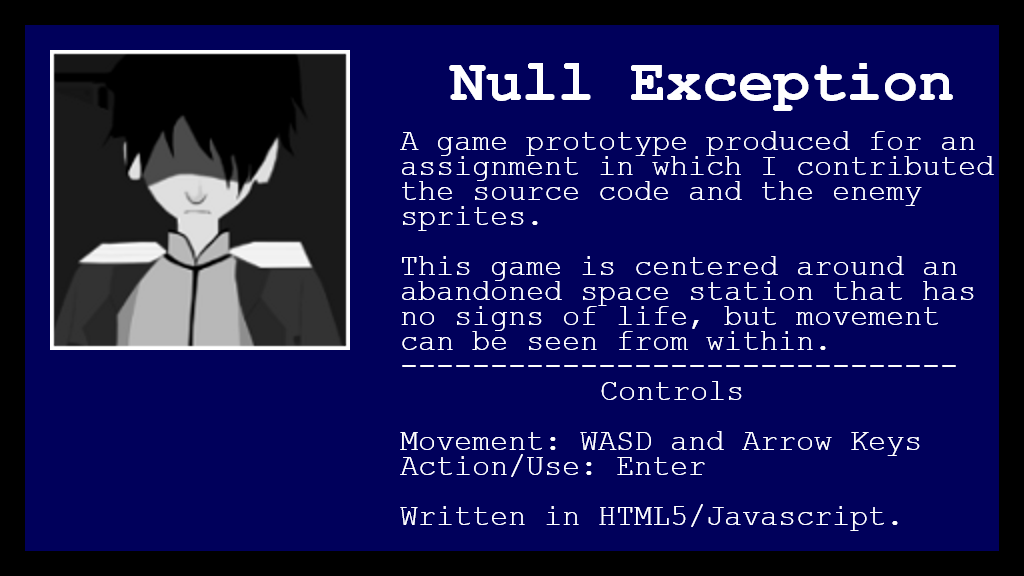 Null Exception
A game prototype produced for an
assignment in which I contributed
the source code and the enemy
sprites.
This game is centered around an
abandoned space station that has
no signs of life, but movement
can be seen from within.
-------------------------------
Controls
Movement: WASD and Arrow Keys
Action/Use: Enter
Written in HTML5/Javascript.